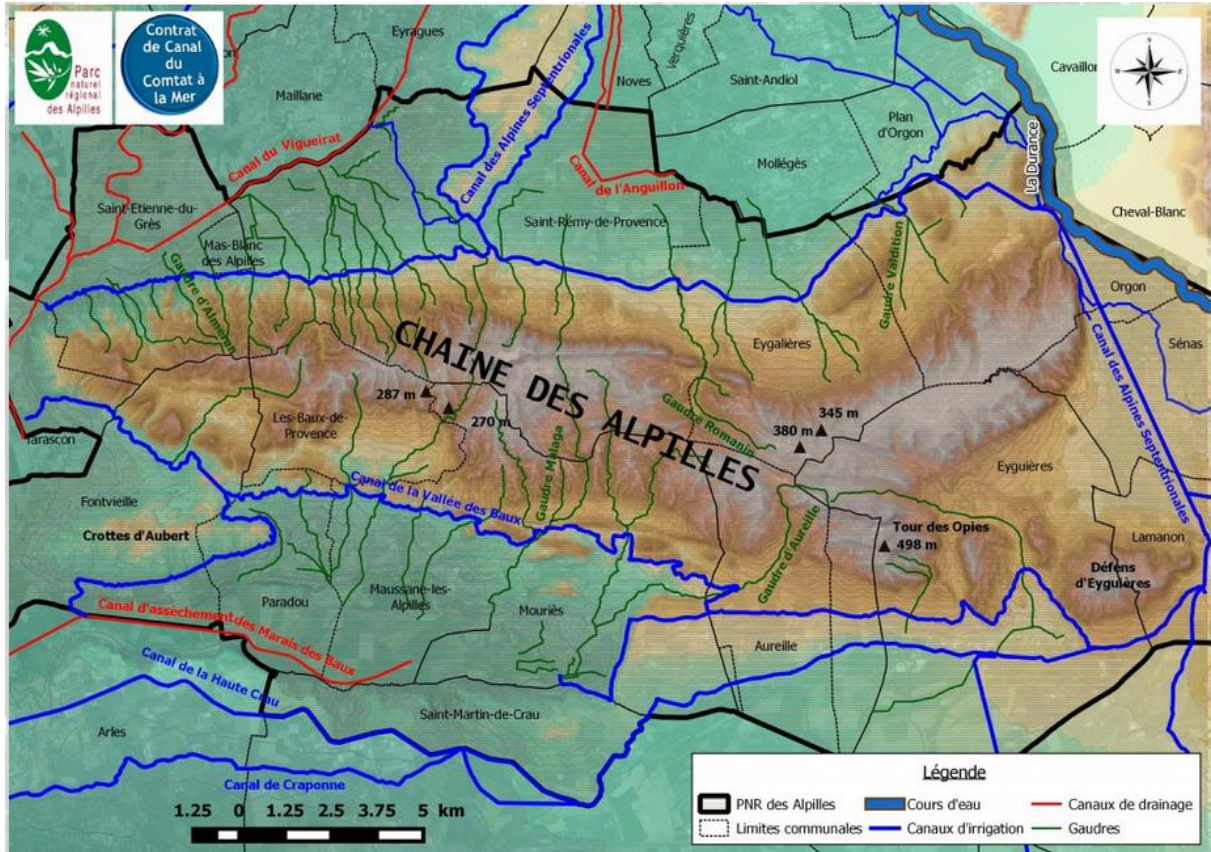 Parc
naturel
régional
des Alpilles
Contrat
de Canal
du
Comtat à
la Mer
Eyragues
Maillane
Noves
Verquières
Saint-Andiol
Cavaillon
N
W
E
S
Plan
d'Orgon
Mollégès
La Durance
Cheval-Blanc
Canal du Vigueirat
Canal des Alpines Septentrionales
Canal
de l'Anguillon
Saint-Etienne-du-
Grès
Mas-Blanc
des Alpilles
Saint-Rémy-de-Provence
Gaudre d'Almeran
Gaudre Valdition
Orgon
Sénas
Eygalières
CHAINE DES ALPILLES
Canal des Alpines Septentrionales
287 m
270 m
345 m
380 m
Les-Baux-de-
Provence
Gaudre Romanin
Gaudre Malaga
Tarascon
Eyguières
Fontvieille
Canal de la Vallée des Baux
Crottes d'Aubert
Gaudre d'Aureille
Tour des Opies
498 m
Lamanon
Défens
d'Eyguières
Paradou
Maussane-les-
Alpilles
Mouriès
Aureille
Canal d'assèchement des Marais des Baux
Canal de la Haute Crau
Saint-Martin-de-Crau
Arles
Canal de Craponne
1.25 0 1.25 2.5 3.75 5 km
Légende
PNR des Alpilles
Cours d'eau
Canaux de drainage
Limites communales
Canaux d'irrigation
Gaudres